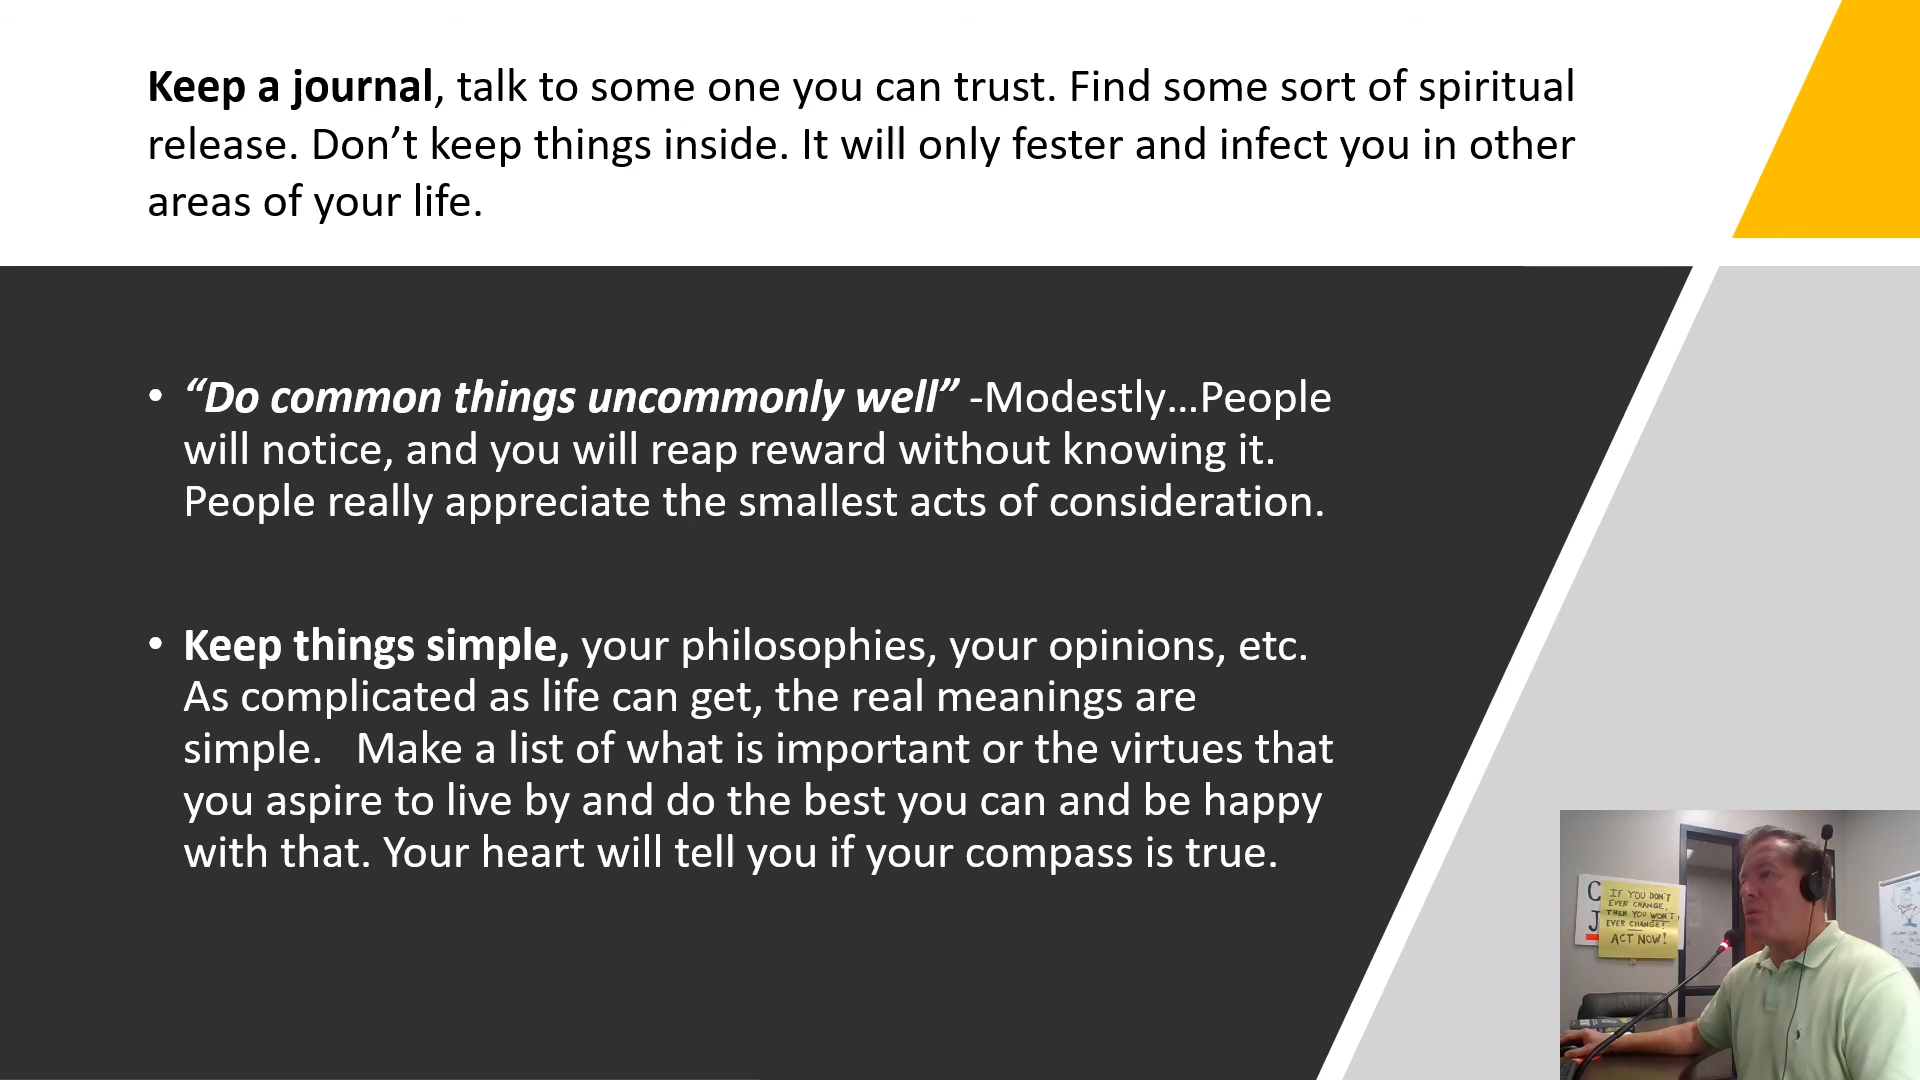 Keep a journal, talk to some one you can trust. Find some sort of spiritual
release. Don’t keep things inside. It will only fester and infect you in other
areas of your life.
• “Do common things uncommonly well” -Modestly…People
will notice, and you will reap reward without knowing it.
People really appreciate the smallest acts of consideration.
• Keep things simple, your philosophies, your opinions, etc.
As complicated as life can get, the real meanings are
simple.   Make a list of what is important or the virtues that
you aspire to live by and do the best you can and be happy
with that. Your heart will tell you if your compass is true.
C
J
IF YOU DON'T
EVER CHANGE,
THEN YOU WON'T
EVER CHANGE!
ACT NOW!